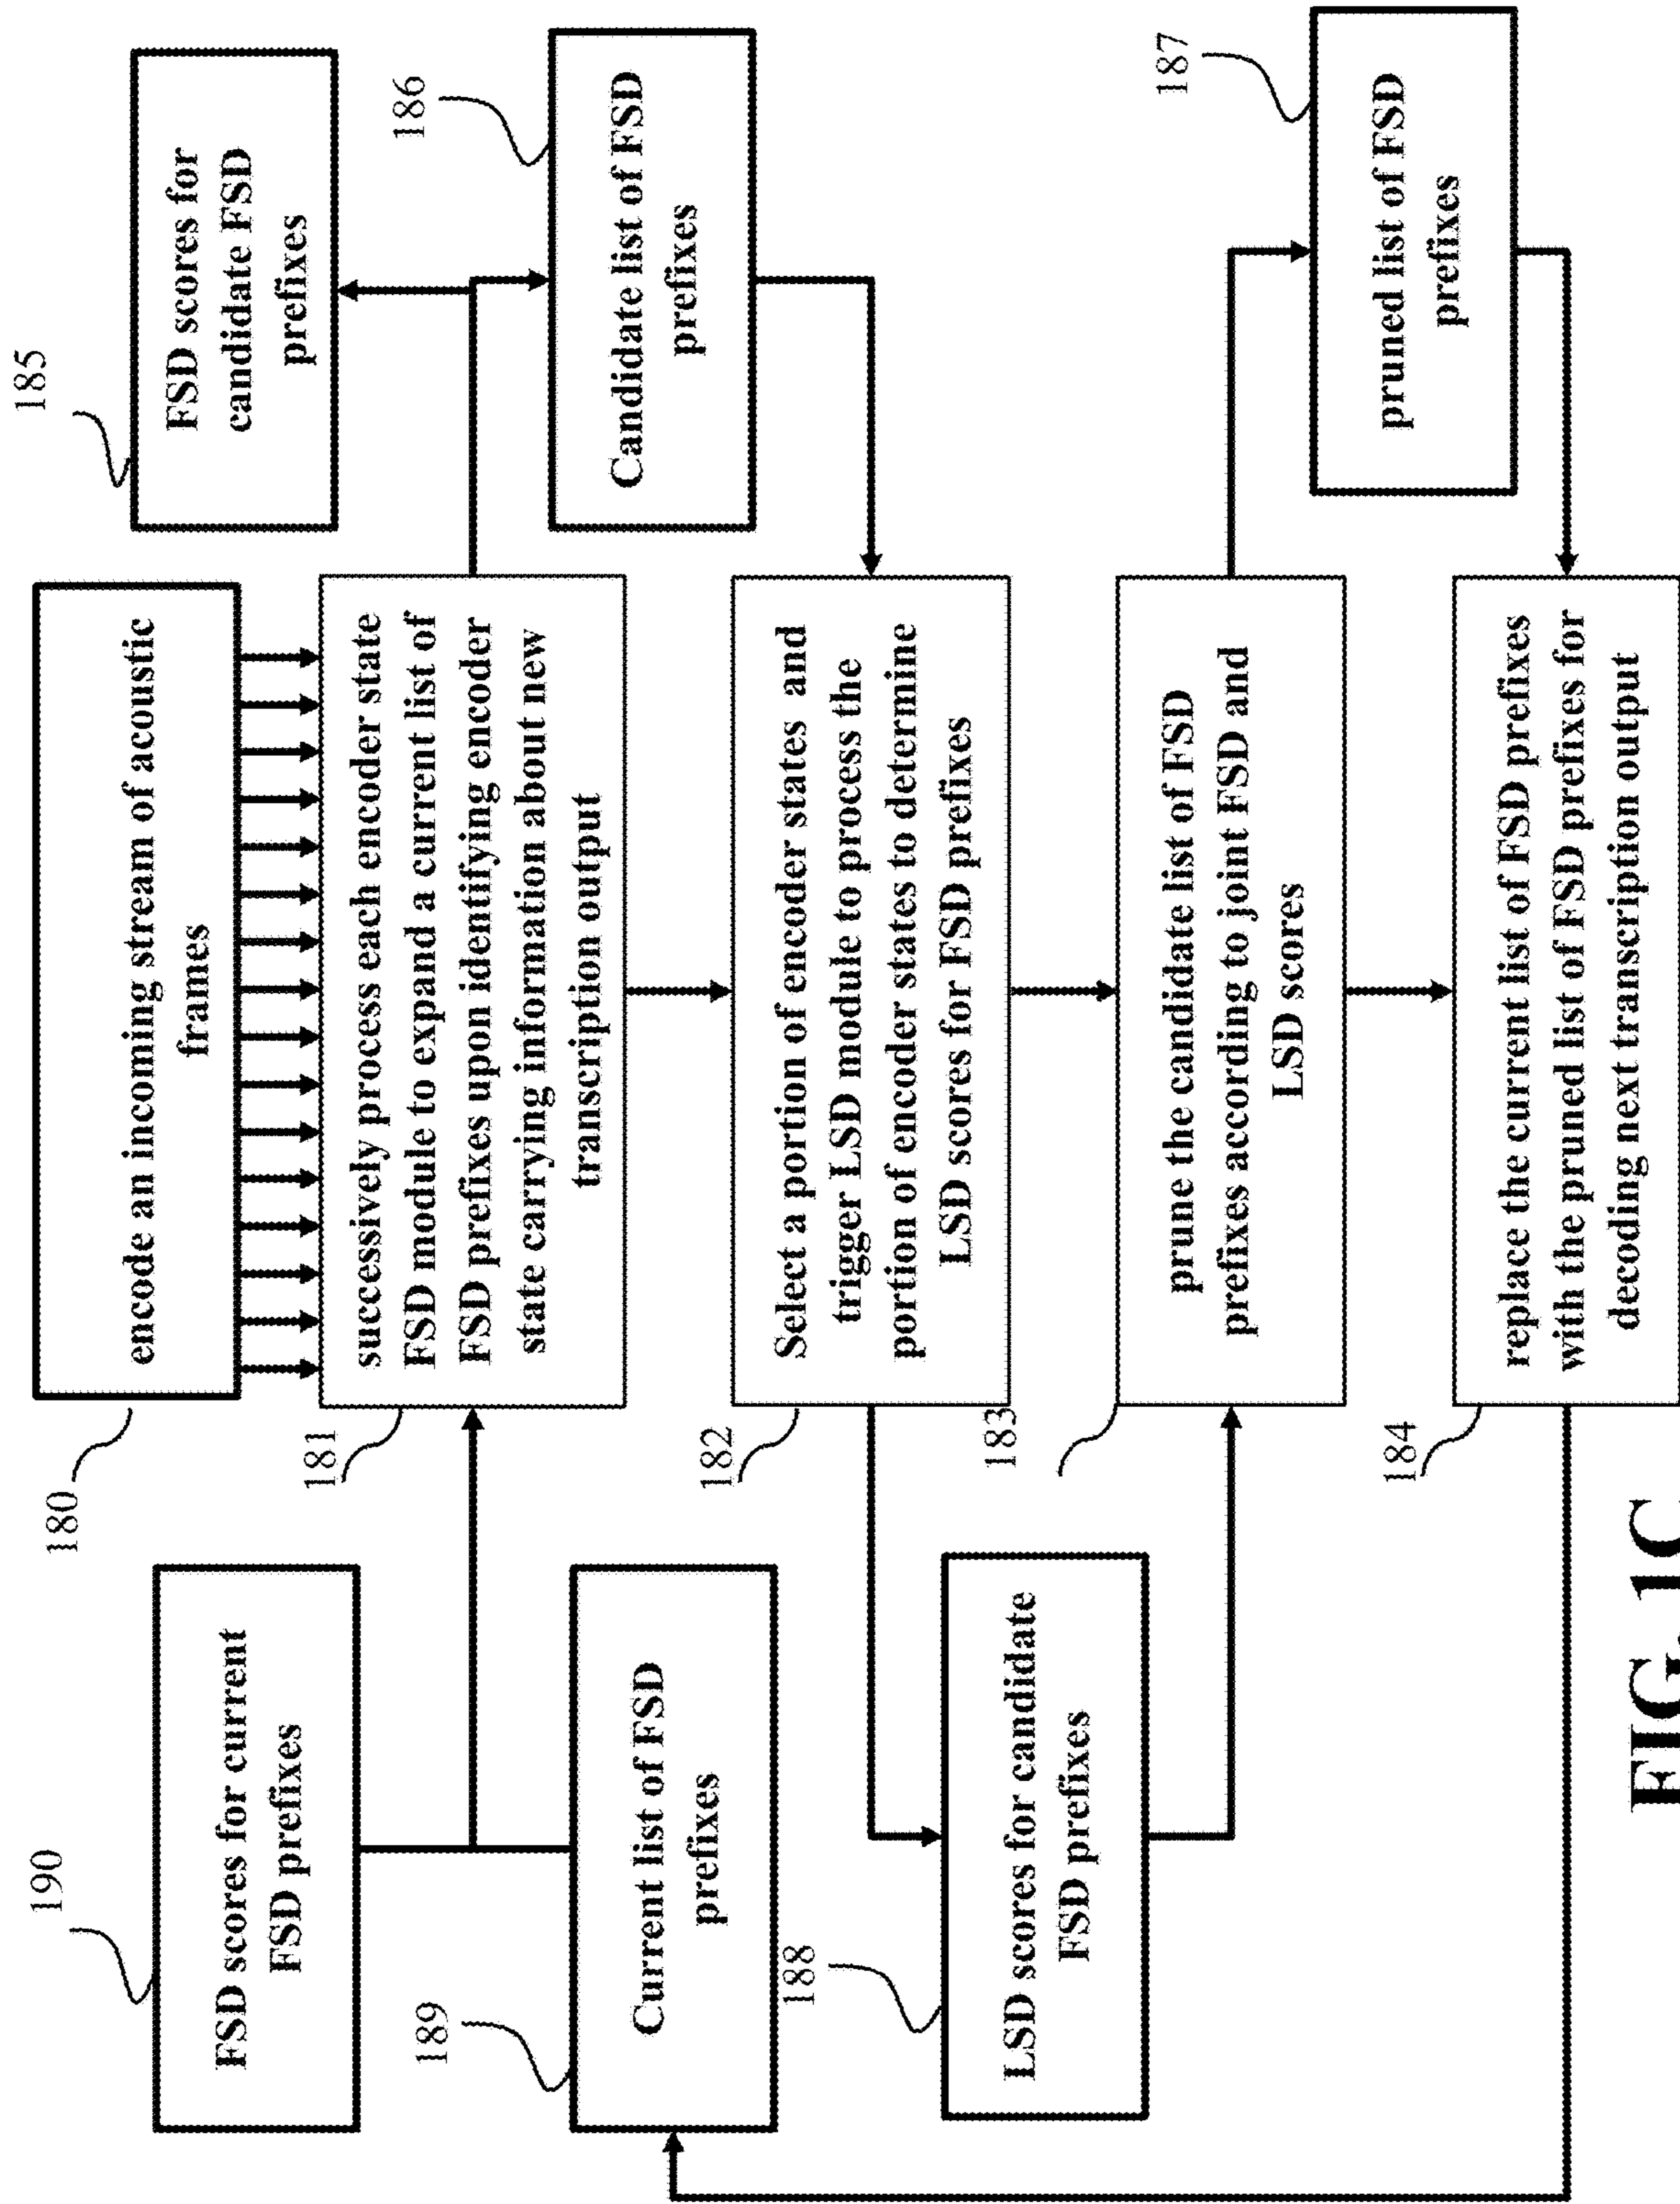 180
encode an incoming stream of acoustic
frames
185
FSD scores for
candidate FSD
prefixes
190
FSD scores for current
FSD prefixes
181
successively process each encoder state
FSD module to expand a current list of
FSD prefixes upon identifying encoder
state carrying information about new
transcription output
186
Candidate list of FSD
prefixes
189
Current list of FSD
prefixes
182
Select a portion of encoder states and
trigger LSD module to process the
portion of encoder states to determine
LSD scores for FSD prefixes
188
LSD scores for candidate
FSD prefixes
183
prune the candidate list of FSD
prefixes according to joint FSD and
LSD scores
187
pruned list of FSD
prefixes
184
replace the current list of FSD prefixes
with the pruned list of FSD prefixes for
decoding next transcription output
FIG. 1C